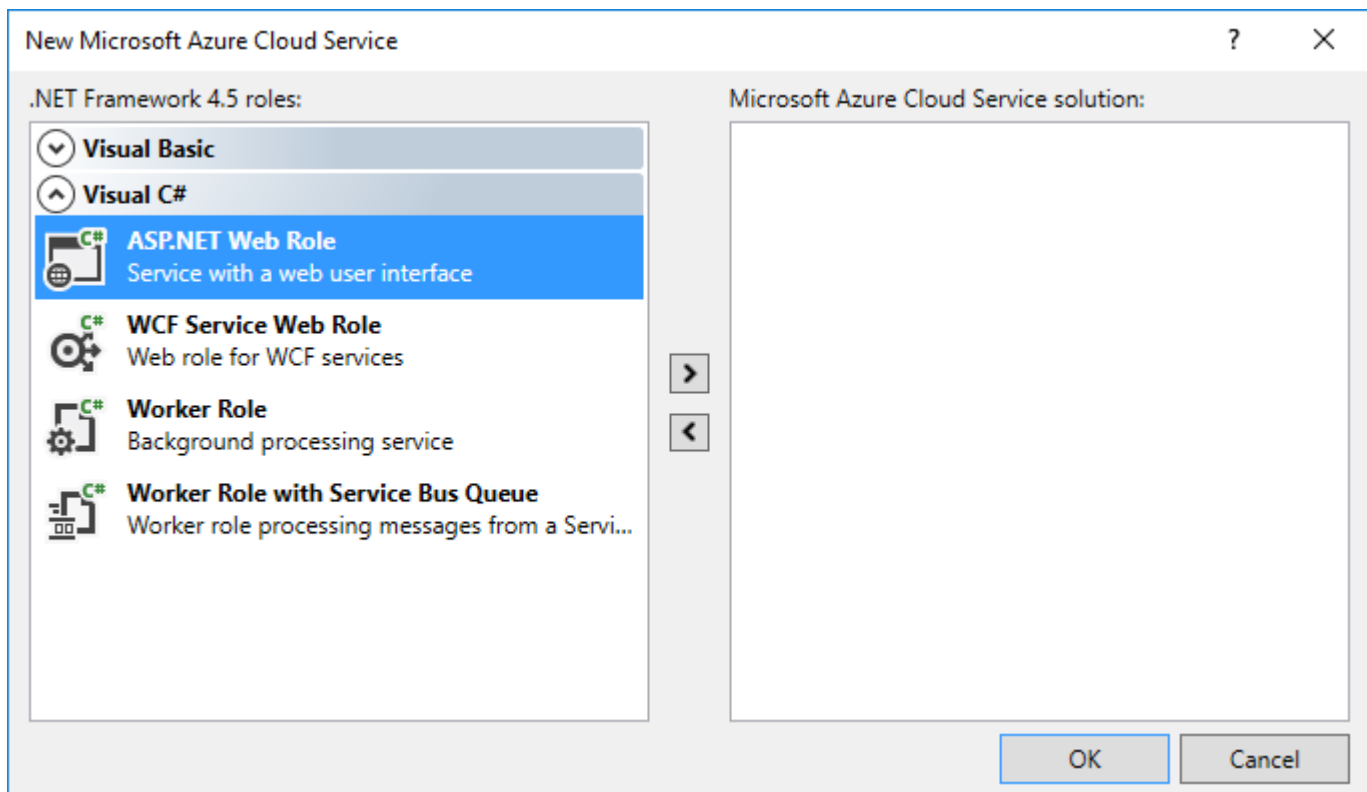 New Microsoft Azure Cloud Service
?
.NET Framework 4.5 roles:
Microsoft Azure Cloud Service solution:
Visual Basic
Visual C#
C#
ASP.NET Web Role
Service with a web user interface
C#
WCF Service Web Role
Web role for WCF services
C#
Worker Role
Background processing service
C#
Worker Role with Service Bus Queue
Worker role processing messages from a Servi...
OK
Cancel